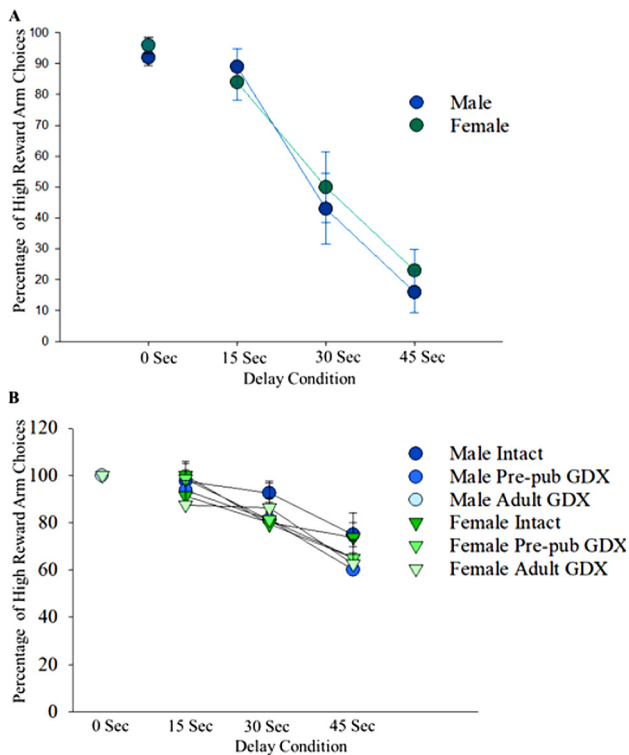 A
Percentage of High Reward Arm Choices
100
90
80
70
60
50
40
30
20
10
0
Male
Female
0 Sec 15 Sec 30 Sec 45 Sec
Delay Condition
B
Percentage of High Reward Arm Choices
120
100
80
60
40
20
0
Male Intact
Male Pre-pub GDX
Male Adult GDX
Female Intact
Female Pre-pub GDX
Female Adult GDX
0 Sec 15 Sec 30 Sec 45 Sec
Delay Condition